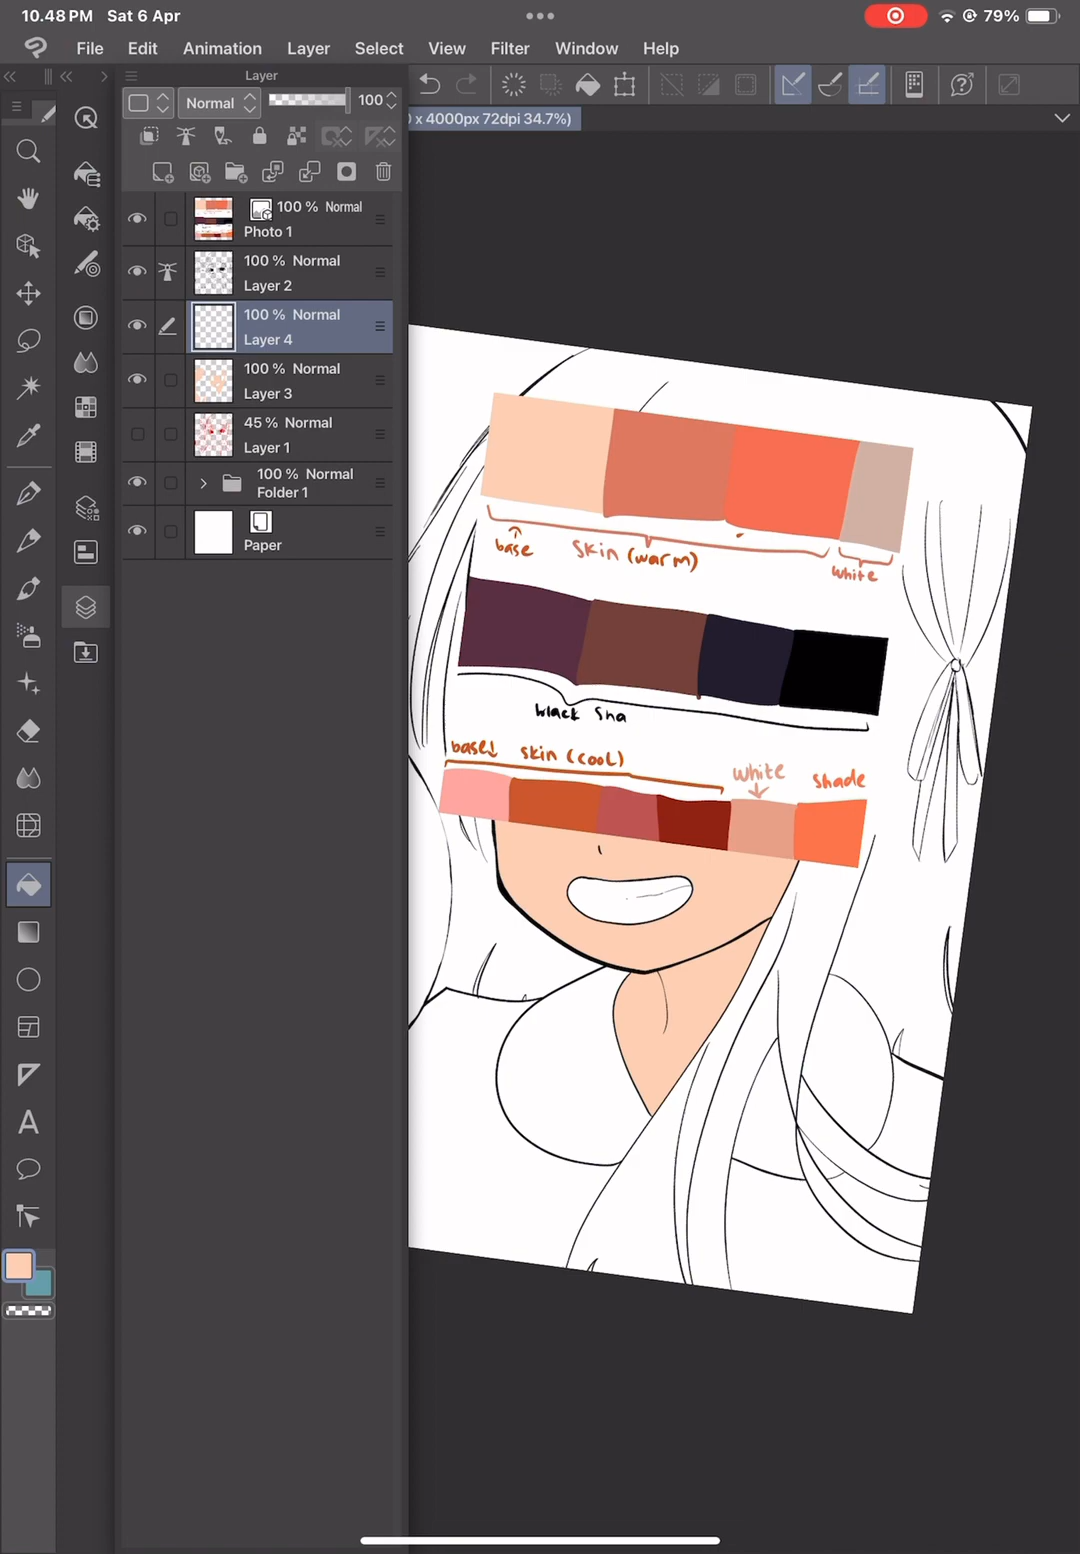 10.48 PM Sat 6 Apr
79%
File Edit Animation Layer Select View Filter Window Help
Layer
Normal 100
x 4000px 72dpi 34.7%)
100 % Normal
Photo 1
100 % Normal
Layer 2
100 % Normal
Layer 4
100 % Normal
Layer 3
45 % Normal
Layer 1
100 % Normal
Folder 1
Paper
base
Skin (warm)
white
black Sha
base skin (cool)
white
shade
A